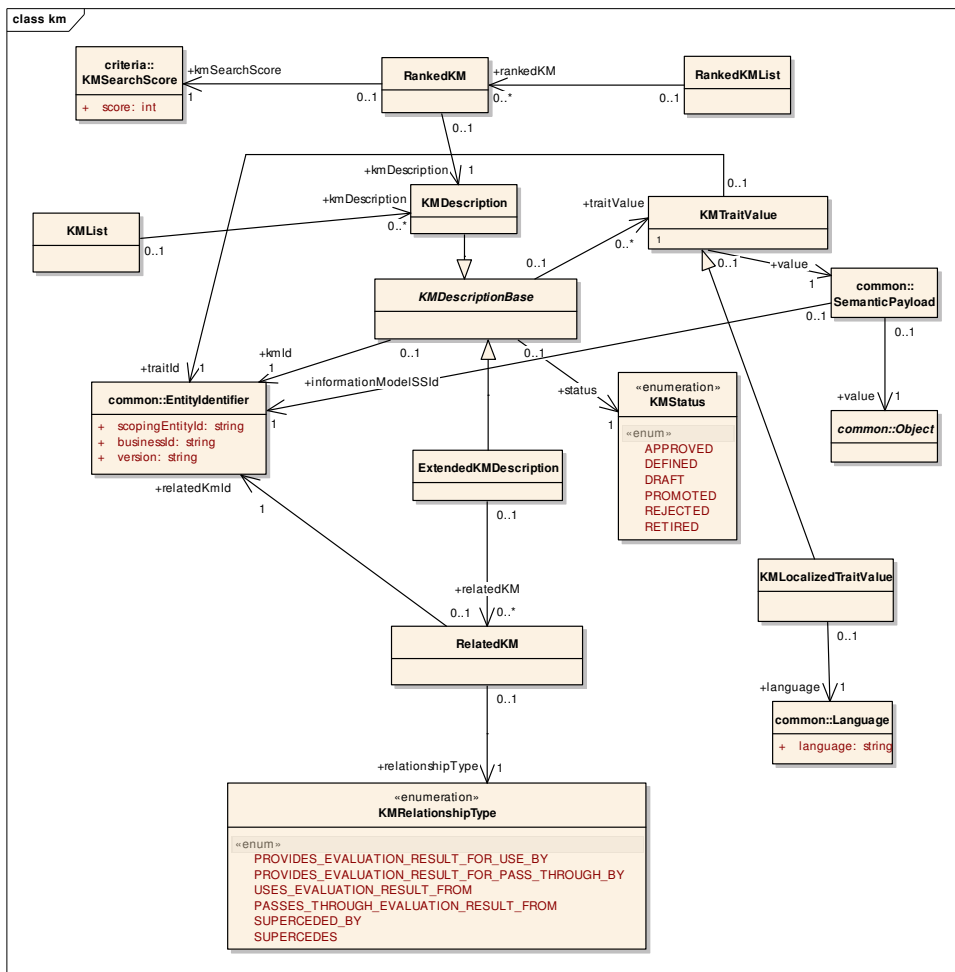 class km
criteria::
KMSearchScore
+ score: int
+kmSearchScore
1
0..1
RankedKM
+rankedKM
0..*
0..1
RankedKMList
0..1
+kmDescription
1
0..1
KMList
0..1
+kmDescription
0..*
KMDescription
+traitValue
0..*
KMTraitValue
1
0..1
+value
1
common::
SemanticPayload
0..1
0..1
KMDescriptionBase
0..1
0..1
0..1
+kmId
1
+traitId
1
+informationModelSSId
1
+status
1
common::EntityIdentifier
+ scopingEntityId: string
+ businessId: string
+ version: string
«enumeration»
KMStatus
«enum»
APPROVED
DEFINED
DRAFT
PROMOTED
REJECTED
RETIRED
+value
1
common::Object
+relatedKmId
1
ExtendedKMDescription
0..1
+relatedKM
0..*
0..1
RelatedKM
0..1
KMLocalizedTraitValue
0..1
+language
1
common::Language
+ language: string
+relationshipType
1
«enumeration»
KMRelationshipType
«enum»
PROVIDES_EVALUATION_RESULT_FOR_USE_BY
PROVIDES_EVALUATION_RESULT_FOR_PASS_THROUGH_BY
USES_EVALUATION_RESULT_FROM
PASSES_THROUGH_EVALUATION_RESULT_FROM
SUPERCEDED_BY
SUPERCEDES